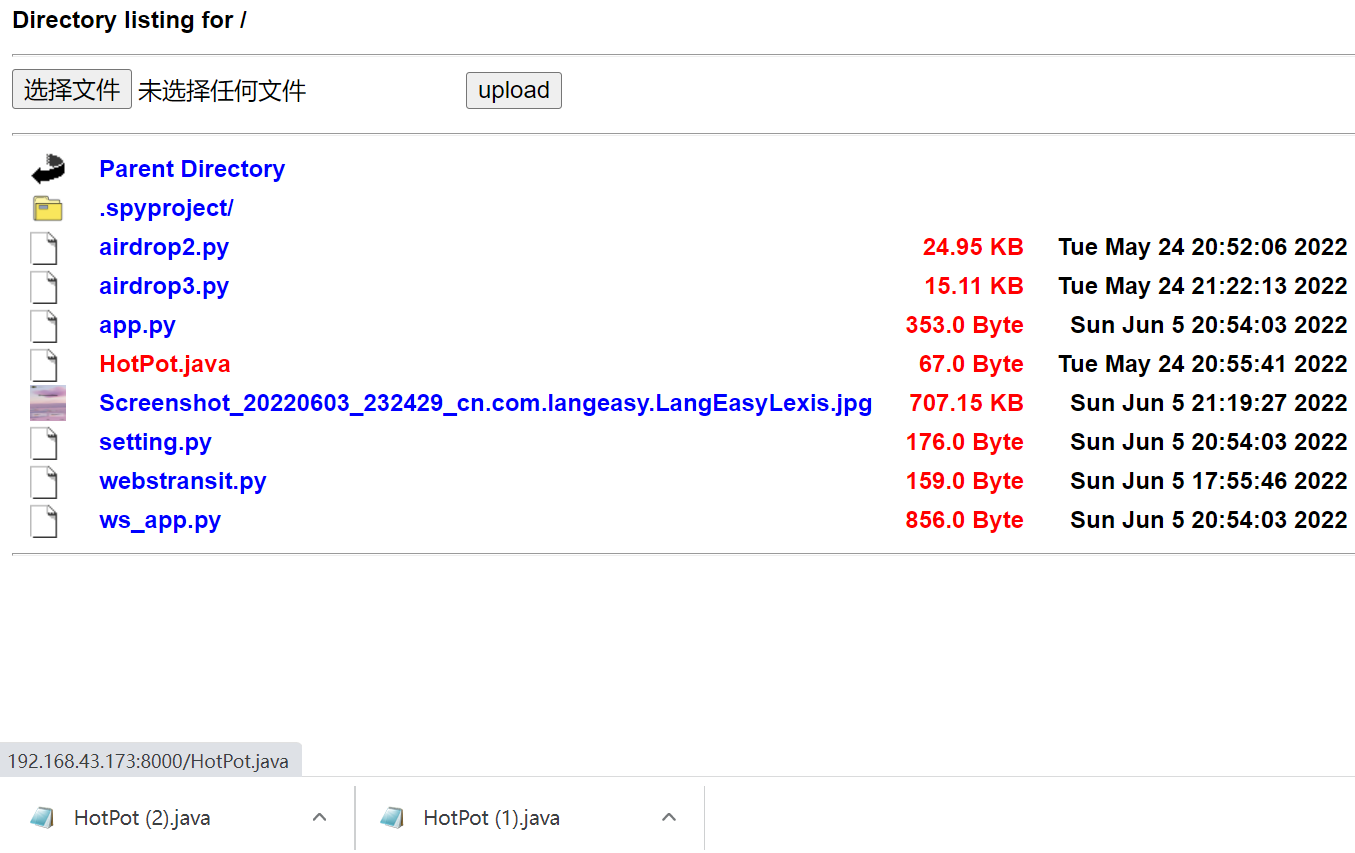 Directory listing for /
选择文件 未选择任何文件 upload
Parent Directory
.spyproject/
airdrop2.py 24.95 KB Tue May 24 20:52:06 2022
airdrop3.py 15.11 KB Tue May 24 21:22:13 2022
app.py 353.0 Byte Sun Jun 5 20:54:03 2022
HotPot.java 67.0 Byte Tue May 24 20:55:41 2022
Screenshot_20220603_232429_cn.com.langeasy.LangEasyLexis.jpg 707.15 KB Sun Jun 5 21:19:27 2022
setting.py 176.0 Byte Sun Jun 5 20:54:03 2022
webstransit.py 159.0 Byte Sun Jun 5 17:55:46 2022
ws_app.py 856.0 Byte Sun Jun 5 20:54:03 2022
192.168.43.173:8000/HotPot.java
HotPot (2).java HotPot (1).java